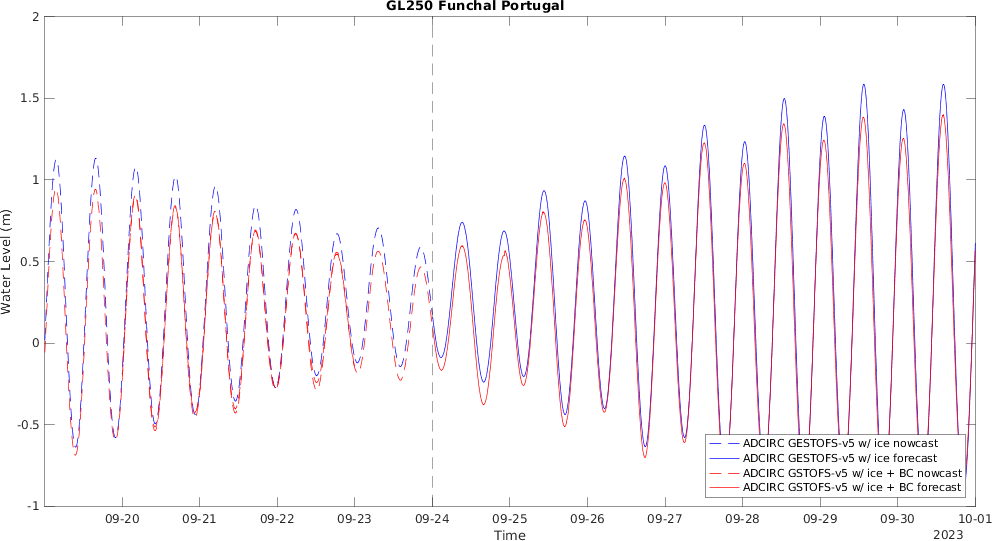 GL250 Funchal Portugal
2
1.5
1
0.5
0
-0.5
-1
Water Level (m)
ADCIRC GESTOFS-v5 w/ ice nowcast
ADCIRC GESTOFS-v5 w/ ice forecast
ADCIRC GSTOFS-v5 w/ ice + BC nowcast
ADCIRC GSTOFS-v5 w/ ice + BC forecast
09-20 09-21 09-22 09-23 09-24 09-25 09-26 09-27 09-28 09-29 09-30 10-01
Time
2023